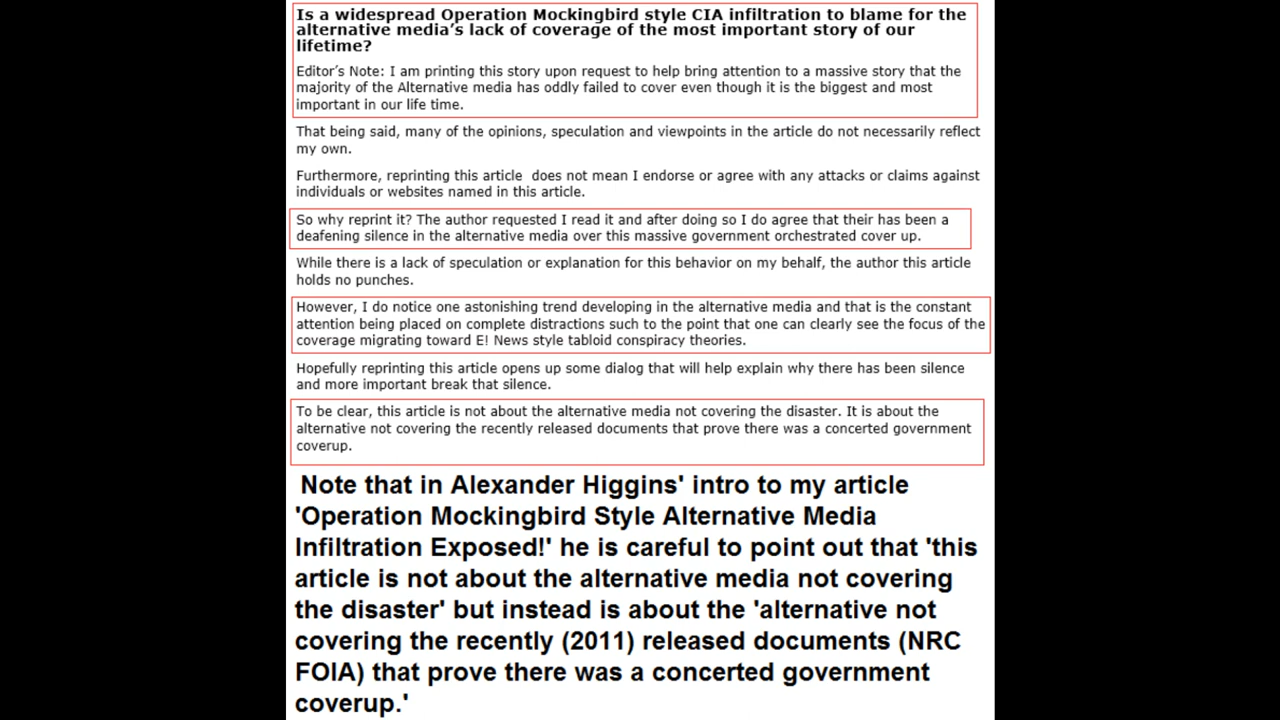 Is a widespread Operation Mockingbird style CIA infiltration to blame for the
alternative media’s lack of coverage of the most important story of our
lifetime?
Editor’s Note: I am printing this story upon request to help bring attention to a massive story that the
majority of the Alternative media has oddly failed to cover even though it is the biggest and most
important in our life time.
That being said, many of the opinions, speculation and viewpoints in the article do not necessarily reflect
my own.
Furthermore, reprinting this article  does not mean I endorse or agree with any attacks or claims against
individuals or websites named in this article.
So why reprint it? The author requested I read it and after doing so I do agree that their has been a
deafening silence in the alternative media over this massive government orchestrated cover up.
While there is a lack of speculation or explanation for this behavior on my behalf, the author this article
holds no punches.
However, I do notice one astonishing trend developing in the alternative media and that is the constant
attention being placed on complete distractions such to the point that one can clearly see the focus of the
coverage migrating toward E! News style tabloid conspiracy theories.
Hopefully reprinting this article opens up some dialog that will help explain why there has been silence
and more important break that silence.
To be clear, this article is not about the alternative media not covering the disaster. It is about the
alternative not covering the recently released documents that prove there was a concerted government
coverup.
Note that in Alexander Higgins' intro to my article
'Operation Mockingbird Style Alternative Media
Infiltration Exposed!' he is careful to point out that 'this
article is not about the alternative media not covering
the disaster' but instead is about the 'alternative not
covering the recently (2011) released documents (NRC
FOIA) that prove there was a concerted government
coverup.'